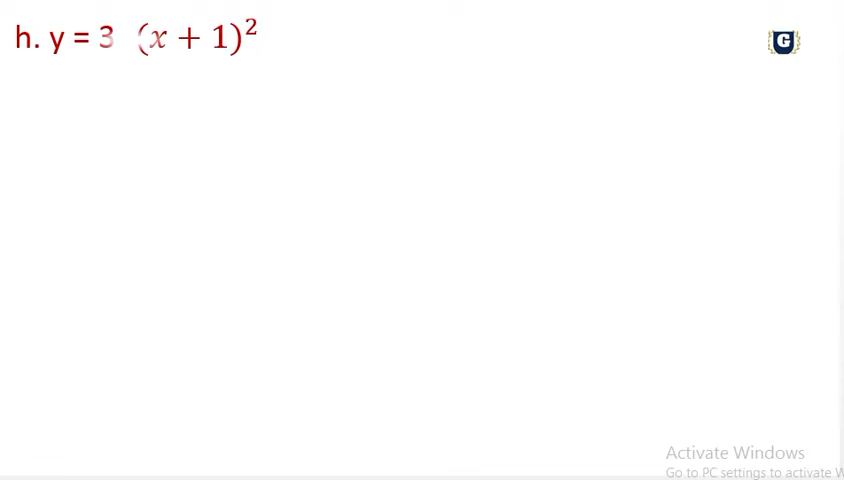 h. y = 3 (x + 1)²
G
Activate Windows
Go to PC settings to activate W